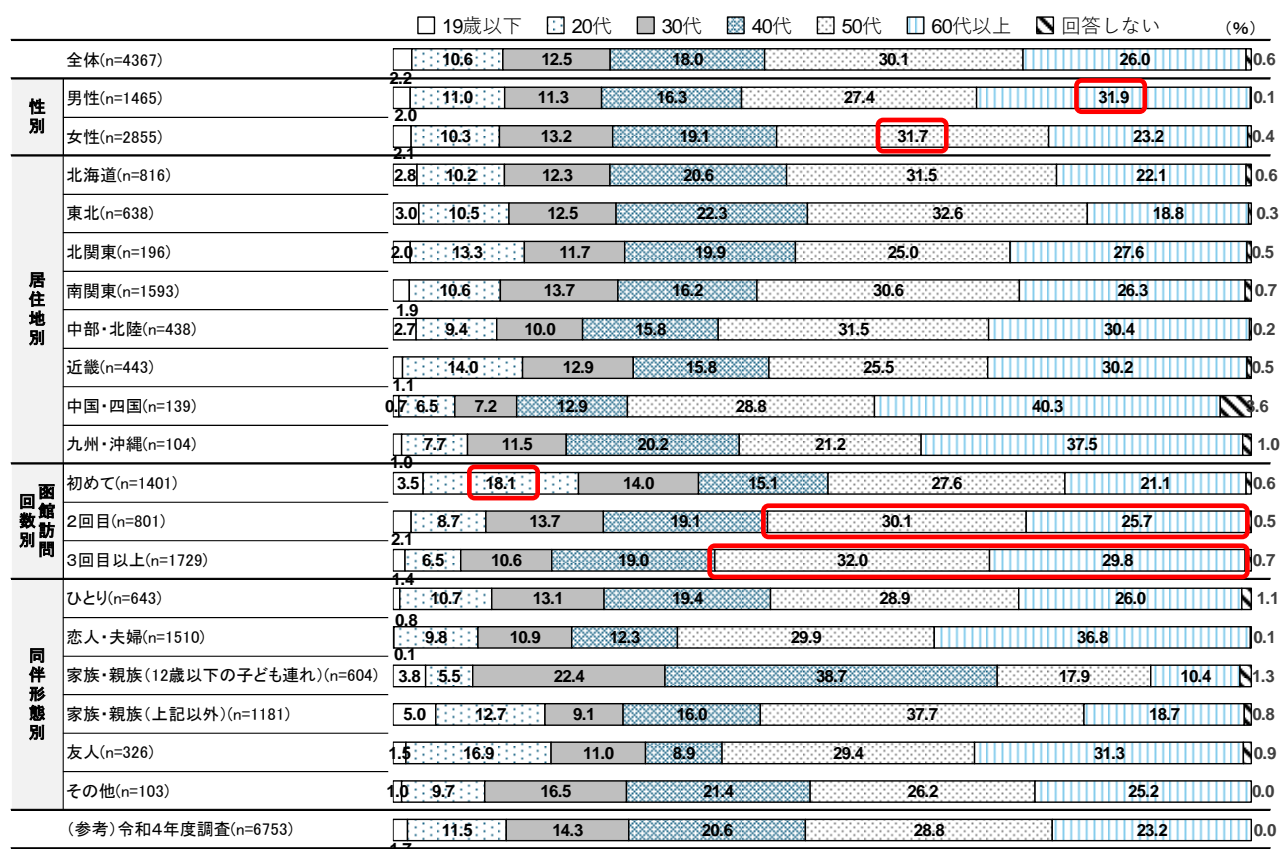 19歳以下 20代 30代 40代 50代 60代以上 回答しない (%)
全体(n=4367) 2.2 10.6 12.5 18.0 30.1 26.0 0.6
性別
男性(n=1465) 2.0 11.0 11.3 16.3 27.4 31.9 0.1
女性(n=2855) 2.1 10.3 13.2 19.1 31.7 23.2 0.4
居住地別
北海道(n=816) 2.8 10.2 12.3 20.6 31.5 22.1 0.6
東北(n=638) 3.0 10.5 12.5 22.3 32.6 18.8 0.3
北関東(n=196) 2.0 13.3 11.7 19.9 25.0 27.6 0.5
南関東(n=1593) 1.9 10.6 13.7 16.2 30.6 26.3 0.7
中部・北陸(n=438) 2.7 9.4 10.0 15.8 31.5 30.4 0.2
近畿(n=443) 1.1 14.0 12.9 15.8 25.5 30.2 0.5
中国・四国(n=139) 0.7 6.5 7.2 12.9 28.8 40.3 3.6
九州・沖縄(n=104) 1.0 7.7 11.5 20.2 21.2 37.5 1.0
函館訪問回数別
初めて(n=1401) 3.5 18.1 14.0 15.1 27.6 21.1 0.6
2回目(n=801) 2.1 8.7 13.7 19.1 30.1 25.7 0.5
3回目以上(n=1729) 1.4 6.5 10.6 19.0 32.0 29.8 0.7
同伴形態別
ひとり(n=643) 0.8 10.7 13.1 19.4 28.9 26.0 1.1
恋人・夫婦(n=1510) 0.1 9.8 10.9 12.3 29.9 36.8 0.1
家族・親族(12歳以下の子ども連れ)(n=604) 3.8 5.5 22.4 38.7 17.9 10.4 1.3
家族・親族(上記以外)(n=1181) 5.0 12.7 9.1 16.0 37.7 18.7 0.8
友人(n=326) 1.5 16.9 11.0 8.9 29.4 31.3 0.9
その他(n=103) 1.0 9.7 16.5 21.4 26.2 25.2 0.0
(参考)令和4年度調査(n=6753) 1.7 11.5 14.3 20.6 28.8 23.2 0.0